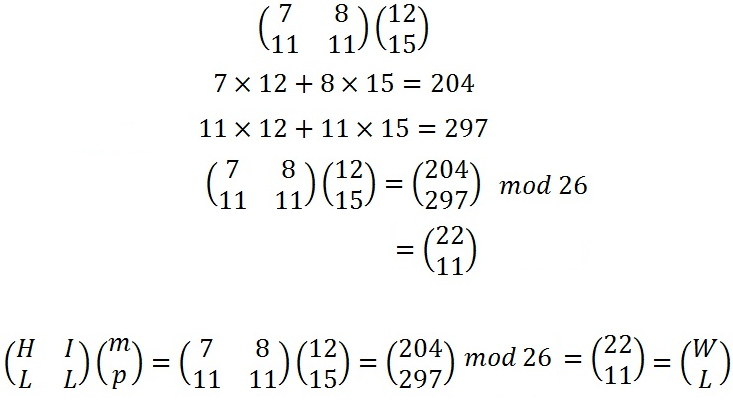 (7 8
11 11)(12
15)
7 × 12 + 8 × 15 = 204
11 × 12 + 11 × 15 = 297
(7 8
11 11)(12
15) = (204
297) mod 26
= (22
11)
(H I
L L)(m
p) = (7 8
11 11)(12
15) = (204
297) mod 26 = (22
11) = (W
L)